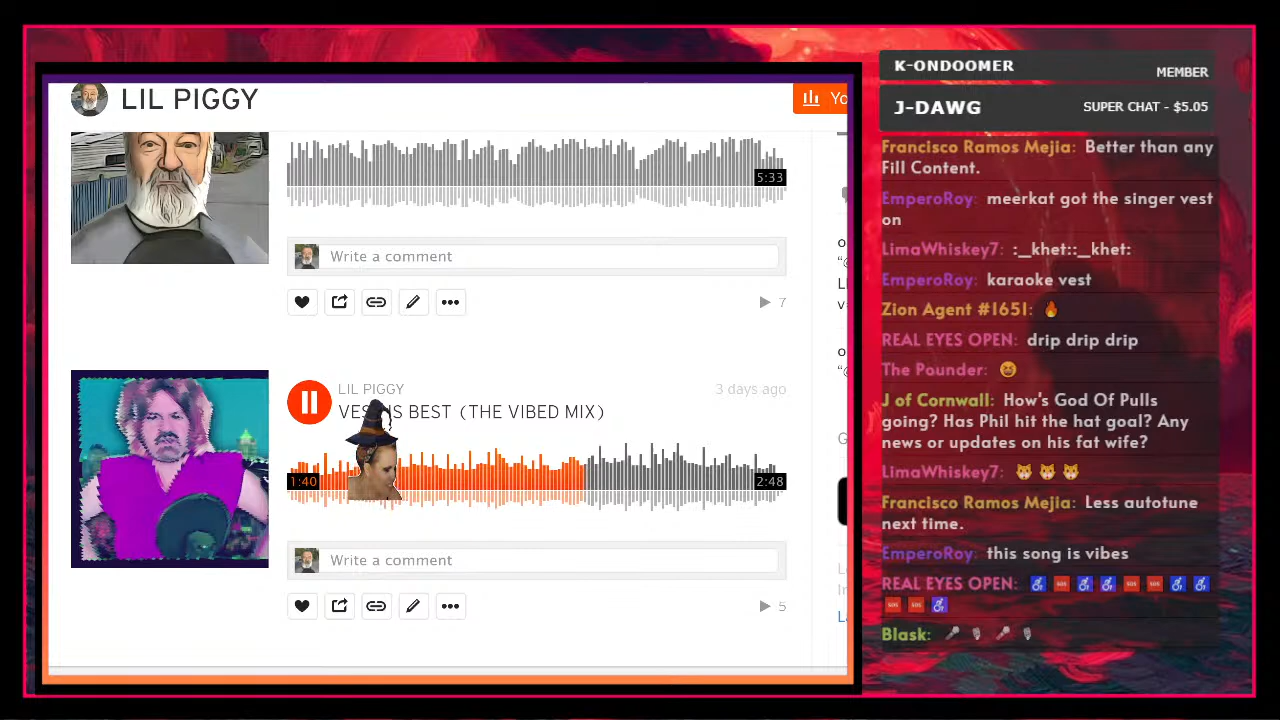 LIL PIGGY
Yo
5:33
Write a comment
7
LIL PIGGY
3 days ago
IS BEST (THE VIBED MIX)
1:40
2:48
Write a comment
5
K-ONDOOMER
MEMBER
J-DAWG
SUPER CHAT - $5.05
Francisco Ramos Mejia: Better than any
Fill Content.
EmperoRoy: meerkat got the singer vest
on
LimaWhiskey7: :__khet::__khet:
EmperoRoy: karaoke vest
Zion Agent #1651: 🔥
REAL EYES OPEN: drip drip drip
The Pounder: 😆
J of Cornwall: How's God Of Pulls
going? Has Phil hit the hat goal? Any
news or updates on his fat wife?
LimaWhiskey7: 🐱 🐱 🐱
Francisco Ramos Mejia: Less autotune
next time.
EmperoRoy: this song is vibes
REAL EYES OPEN: ♿ 🆘 ♿ ♿ 🆘 🆘 ♿ ♿
🆘 🆘 ♿
Blask: 🎤 🎙 🎤 🎙